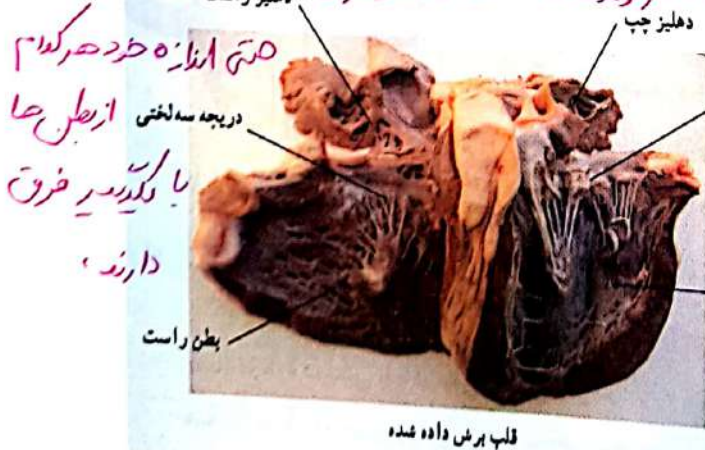 دهلیز چپ
حتی اندازه خود هر کدام
دریچه سه‌لختی
از بطن ها
با یکدیگر فرق
دارند.
بطن راست
قلب برش داده شده